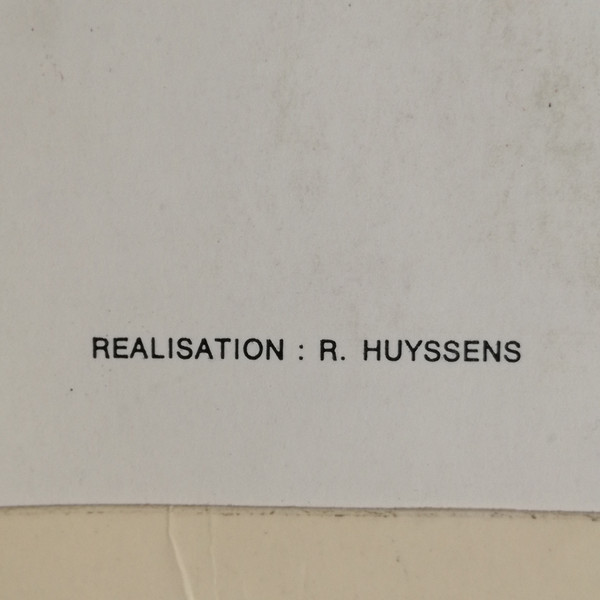 REALISATION : R. HUYSSENS